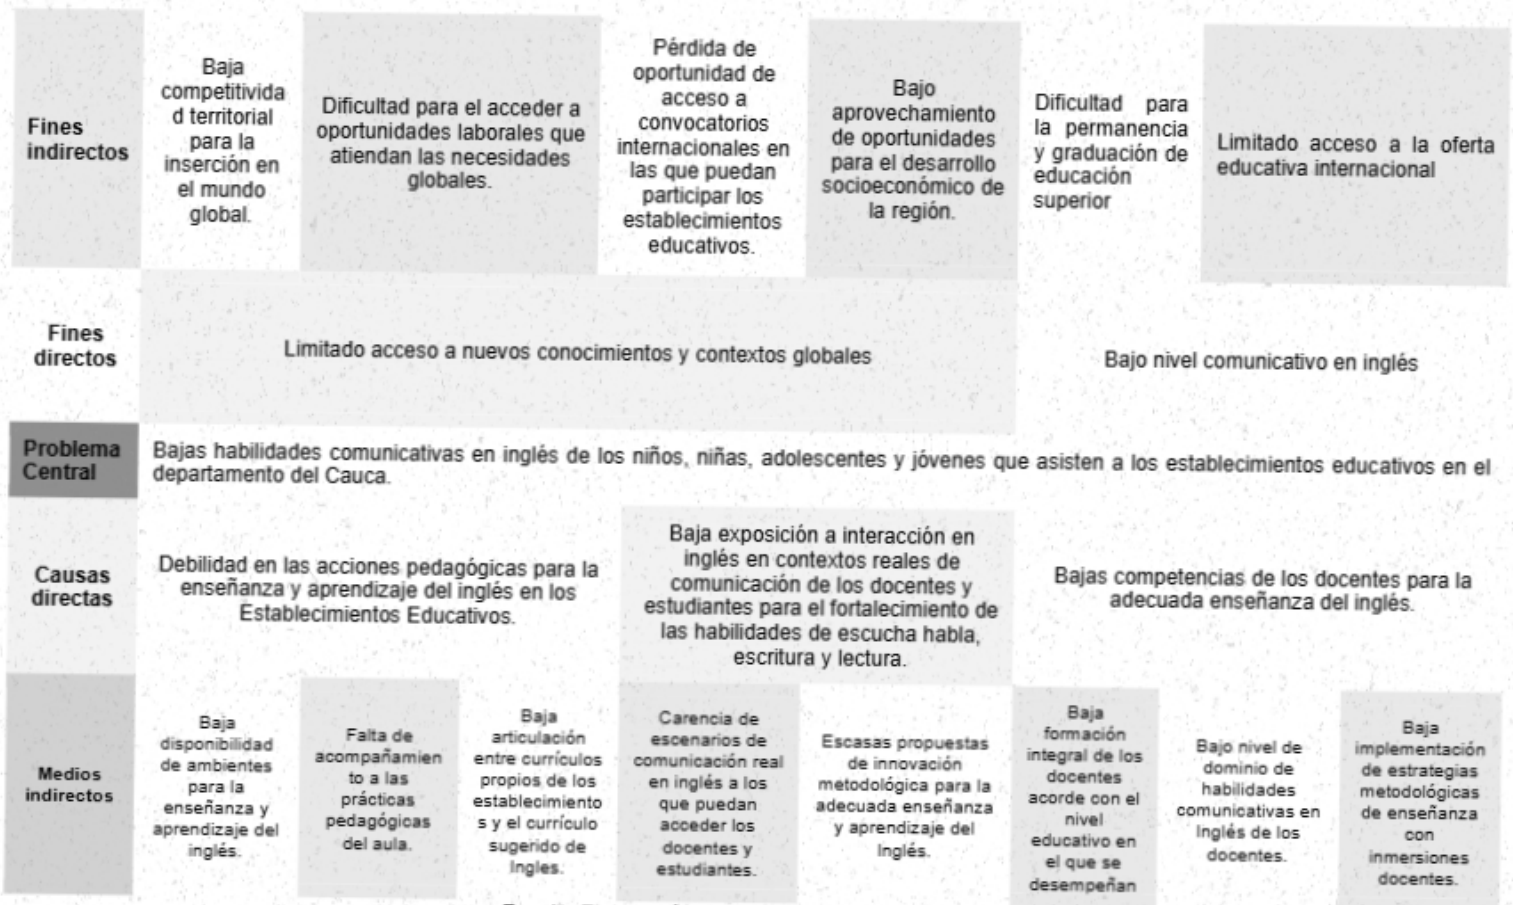 Fines
indirectos
Baja
competitivida
d territorial
para la
inserción en
el mundo
global.
Dificultad para el acceder a
oportunidades laborales que
atiendan las necesidades
globales.
Pérdida de
oportunidad de
acceso a
convocatorios
internacionales en
las que puedan
participar los
establecimientos
educativos.
Bajo
aprovechamiento
de oportunidades
para el desarrollo
socioeconómico de
la región.
Dificultad para
la permanencia
y graduación de
educación
superior
Limitado acceso a la oferta
educativa internacional
Fines
directos
Limitado acceso a nuevos conocimientos y contextos globales
Bajo nivel comunicativo en inglés
Problema
Central
Bajas habilidades comunicativas en inglés de los niños, niñas, adolescentes y jóvenes que asisten a los establecimientos educativos en el
departamento del Cauca.
Causas
directas
Debilidad en las acciones pedagógicas para la
enseñanza y aprendizaje del inglés en los
Establecimientos Educativos.
Baja exposición a interacción en
inglés en contextos reales de
comunicación de los docentes y
estudiantes para el fortalecimiento de
las habilidades de escucha habla,
escritura y lectura.
Bajas competencias de los docentes para la
adecuada enseñanza del inglés.
Medios
indirectos
Baja
disponibilidad
de ambientes
para la
enseñanza y
aprendizaje del
inglés.
Falta de
acompañamien
to a las
prácticas
pedagógicas
del aula.
Baja
articulación
entre currículos
propios de los
establecimiento
s y el currículo
sugerido de
Ingles.
Carencia de
escenarios de
comunicación real
en inglés a los
que puedan
acceder los
docentes y
estudiantes.
Escasas propuestas
de innovación
metodológica para la
adecuada enseñanza
y aprendizaje del
Inglés.
Baja
formación
integral de los
docentes
acorde con el
nivel
educativo en
el que se
desempeñan
Bajo nivel de
dominio de
habilidades
comunicativas en
Inglés de los
docentes.
Baja
implementación
de estrategias
metodológicas
de enseñanza
con
inmersiones
docentes.